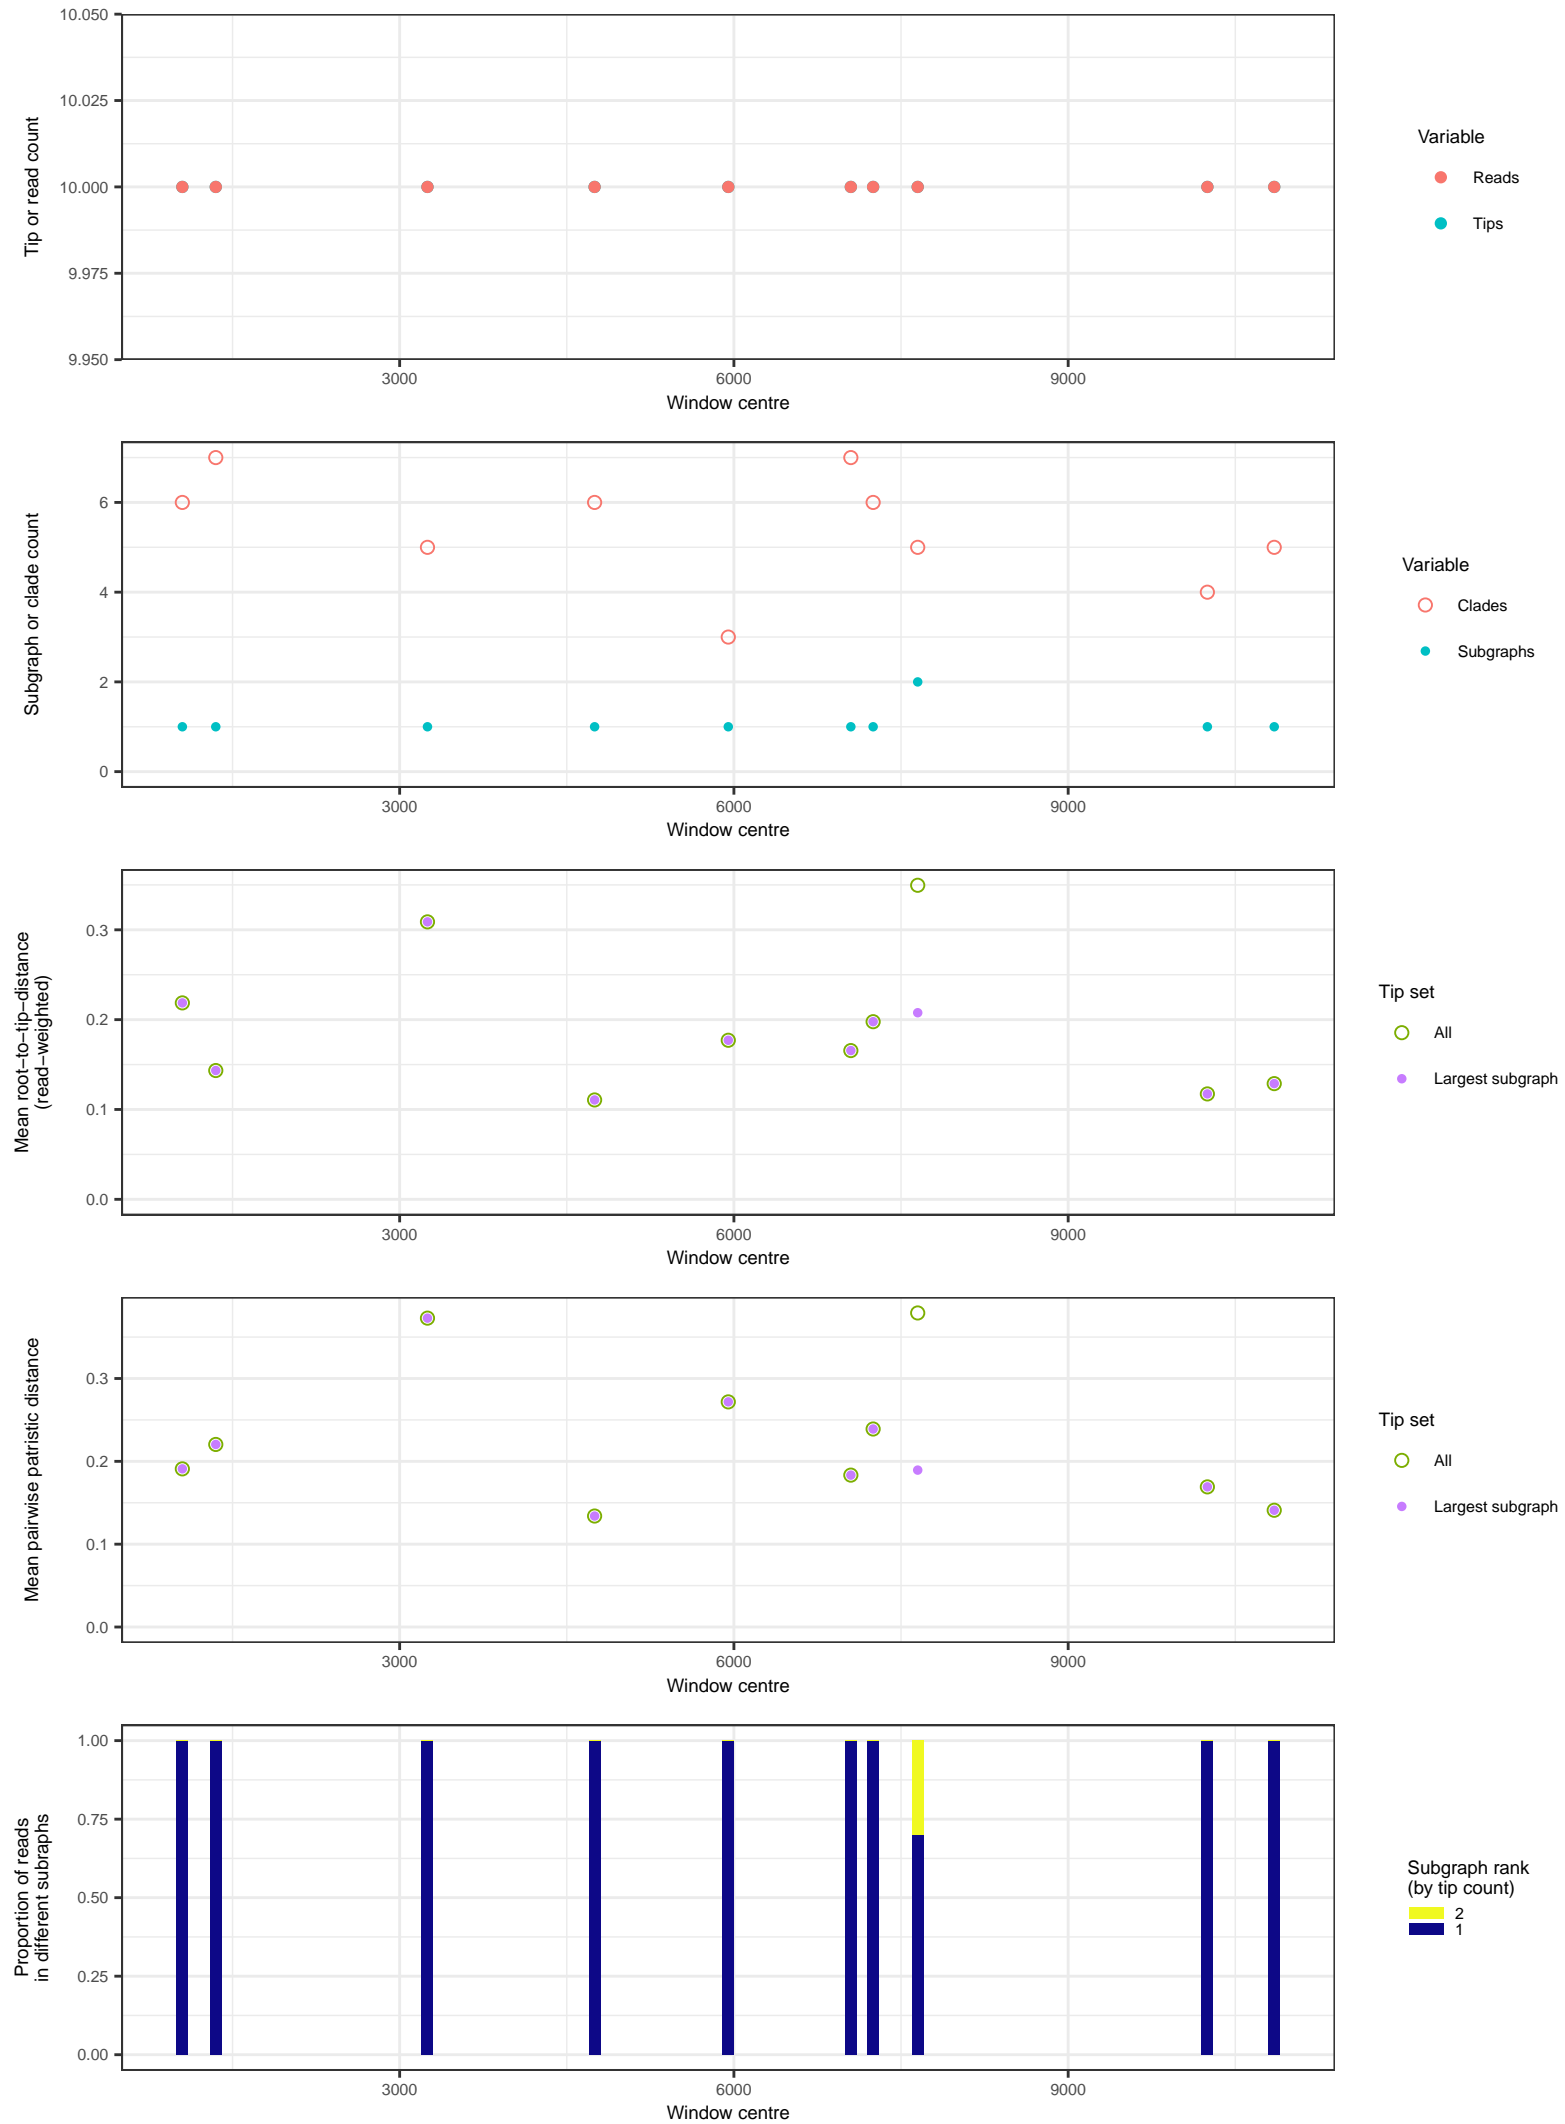 10.050
10.025
10.000
9.975
9.950
Tip or read count
3000 6000 9000
Window centre
Variable
Reads
Tips
6
4
2
0
Subgraph or clade count
3000 6000 9000
Window centre
Variable
Clades
Subgraphs
0.3
0.2
0.1
0.0
Mean root−to−tip−distance
(read−weighted)
3000 6000 9000
Window centre
Tip set
All
Largest subgraph
0.3
0.2
0.1
0.0
Mean pairwise patristic distance
3000 6000 9000
Window centre
Tip set
All
Largest subgraph
1.00
0.75
0.50
0.25
0.00
Proportion of reads
in different subraphs
3000 6000 9000
Window centre
Subgraph rank
(by tip count)
2
1